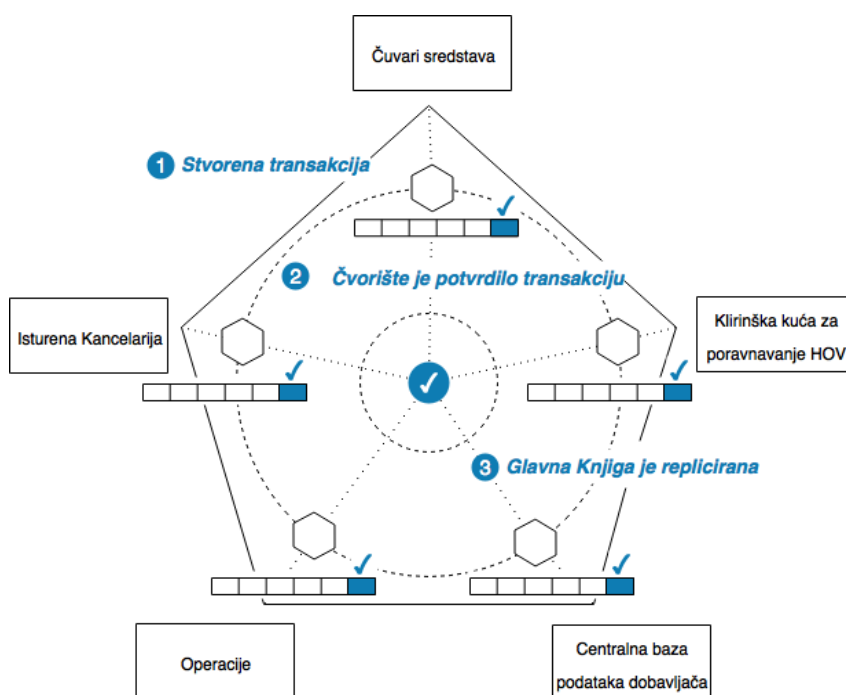 Čuvari sredstava
1 Stvorena transakcija
2 Čvorište je potvrdilo transakciju
Isturena Kancelarija
Klirinška kuća za
poravnavanje HOV
3 Glavna Knjiga je replicirana
Operacije
Centralna baza
podataka dobavljača